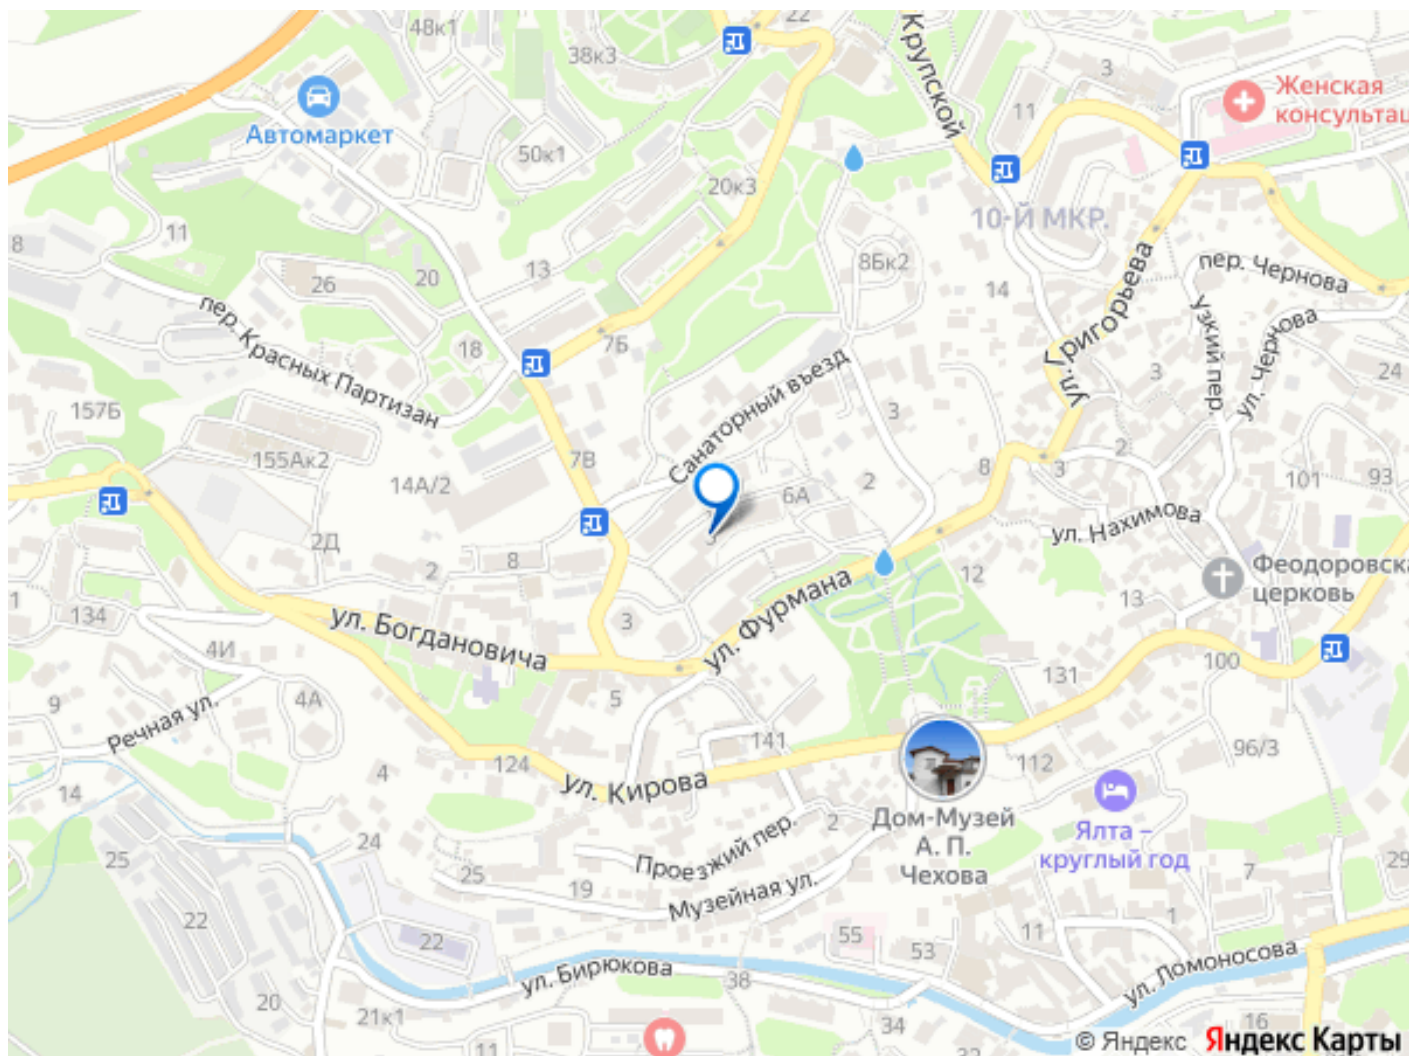 48к1
22
38к3
Крупской
3
11
Женская
консультац
Автомаркет
50к1
20к3
10-Й МКР.
11
8
13
20
26
8Бк2
14
пер. Чернова
узкий пер.
ул. Чернова
ул. Григорьева
пер. Красных Партизан
18
7Б
Санаторный въезд
3
3
24
157Б
155Ак2
14А/2
7В
6А
2
8
3
2
101
93
ул. Нахимова
2Д
8
2
3
12
13
Феодоровска
церковь
1
134
ул. Богдановича
ул. Фурмана
4И
4А
9
Речная ул.
5
131
100
141
124
ул. Кирова
112
96/3
4
14
24
25
2
Дом-Музей
А. П.
Чехова
Ялта –
круглый год
Проезжий пер.
25
19
Музейная ул.
7
29
1
11
22
22
55
53
ул. Бирюкова
38
ул. Ломоносова
20
21к1
34
16
11
© Яндекс Яндекс Карты